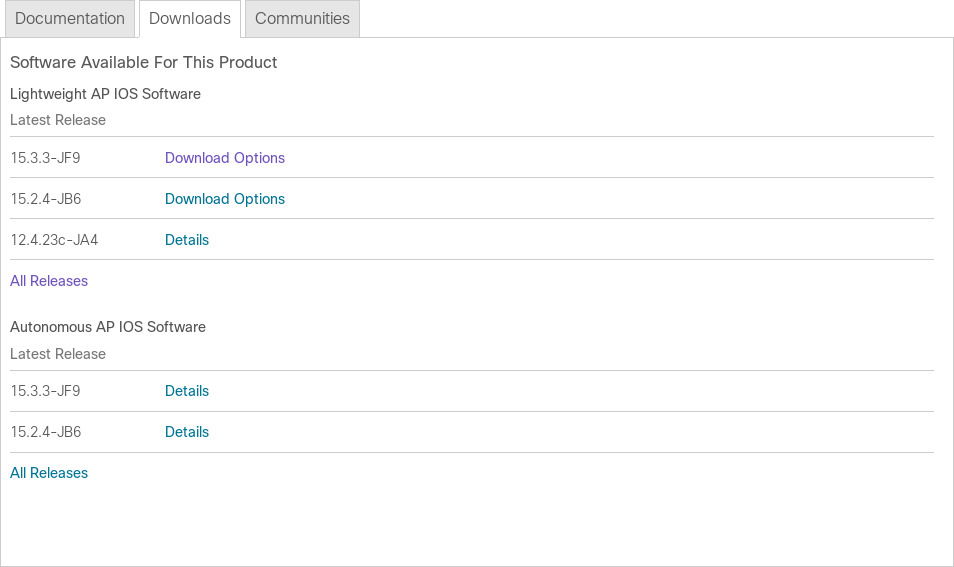 Documentation Downloads Communities
Software Available For This Product
Lightweight AP IOS Software
Latest Release
15.3.3-JF9 Download Options
15.2.4-JB6 Download Options
12.4.23c-JA4 Details
All Releases
Autonomous AP IOS Software
Latest Release
15.3.3-JF9 Details
15.2.4-JB6 Details
All Releases